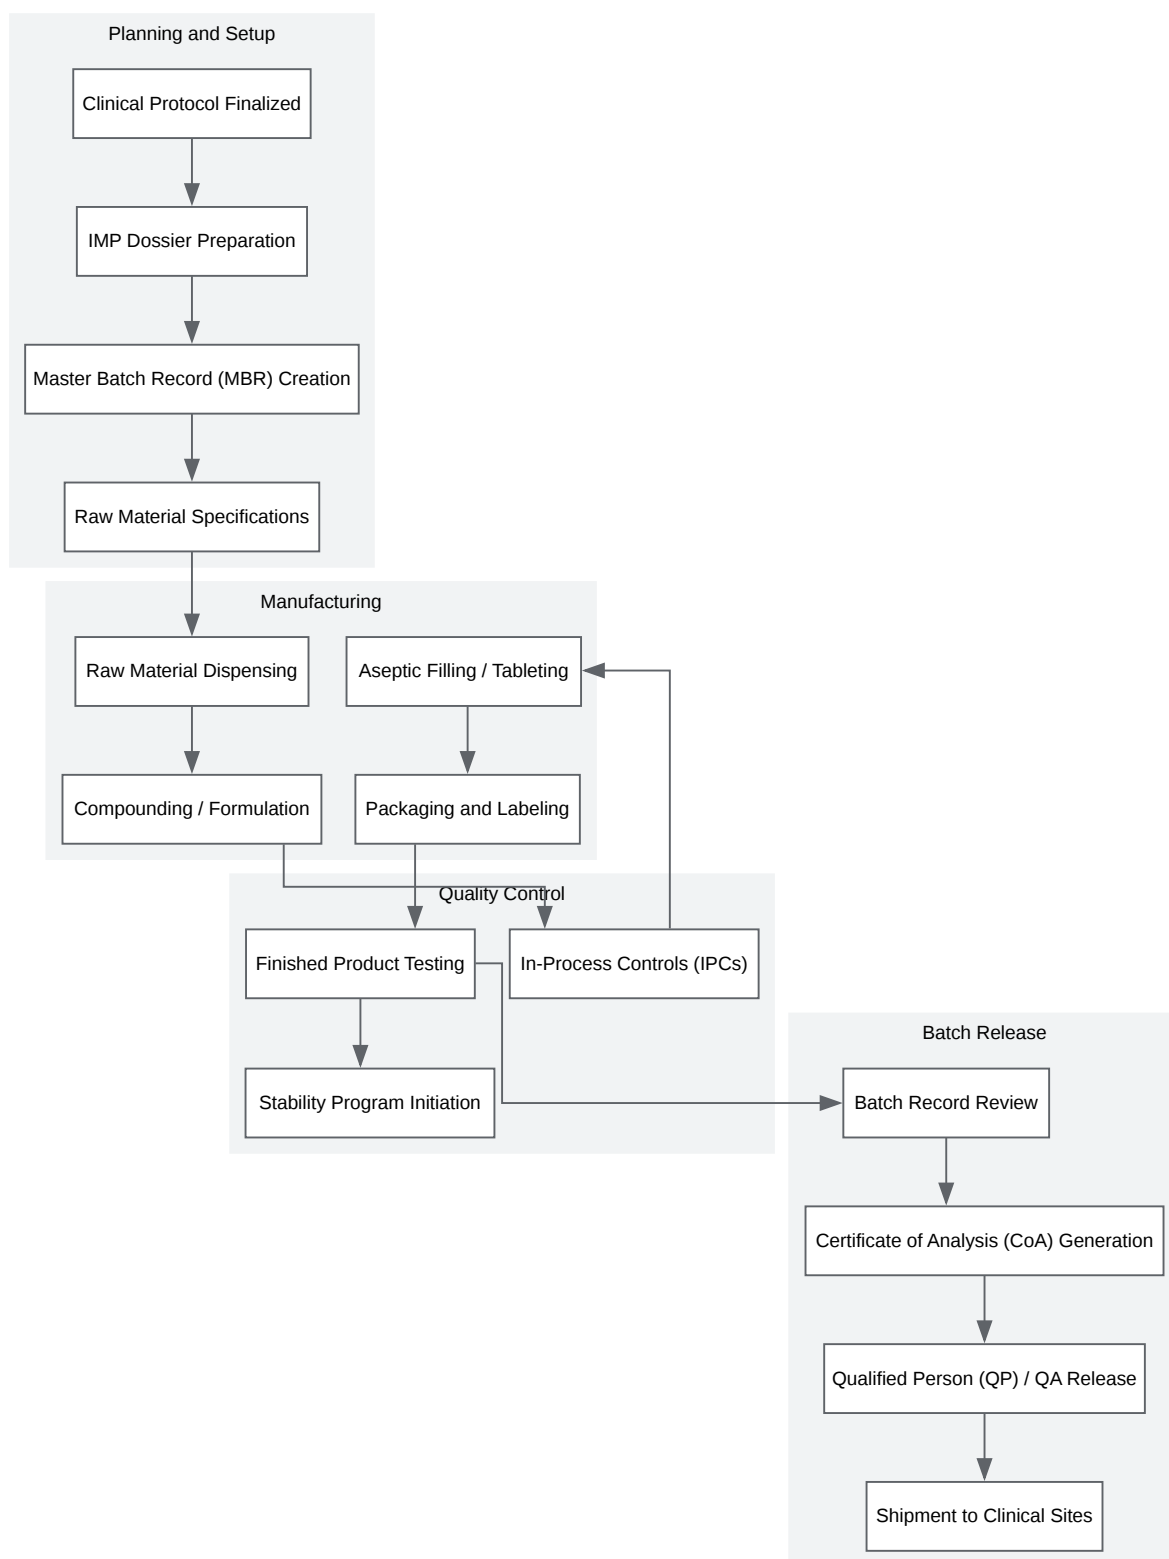 Planning and Setup
Clinical Protocol Finalized
IMP Dossier Preparation
Master Batch Record (MBR) Creation
Raw Material Specifications
Manufacturing
Raw Material Dispensing
Aseptic Filling / Tableting
Compounding / Formulation
Packaging and Labeling
Quality Control
Finished Product Testing
In-Process Controls (IPCs)
Stability Program Initiation
Batch Release
Batch Record Review
Certificate of Analysis (CoA) Generation
Qualified Person (QP) / QA Release
Shipment to Clinical Sites